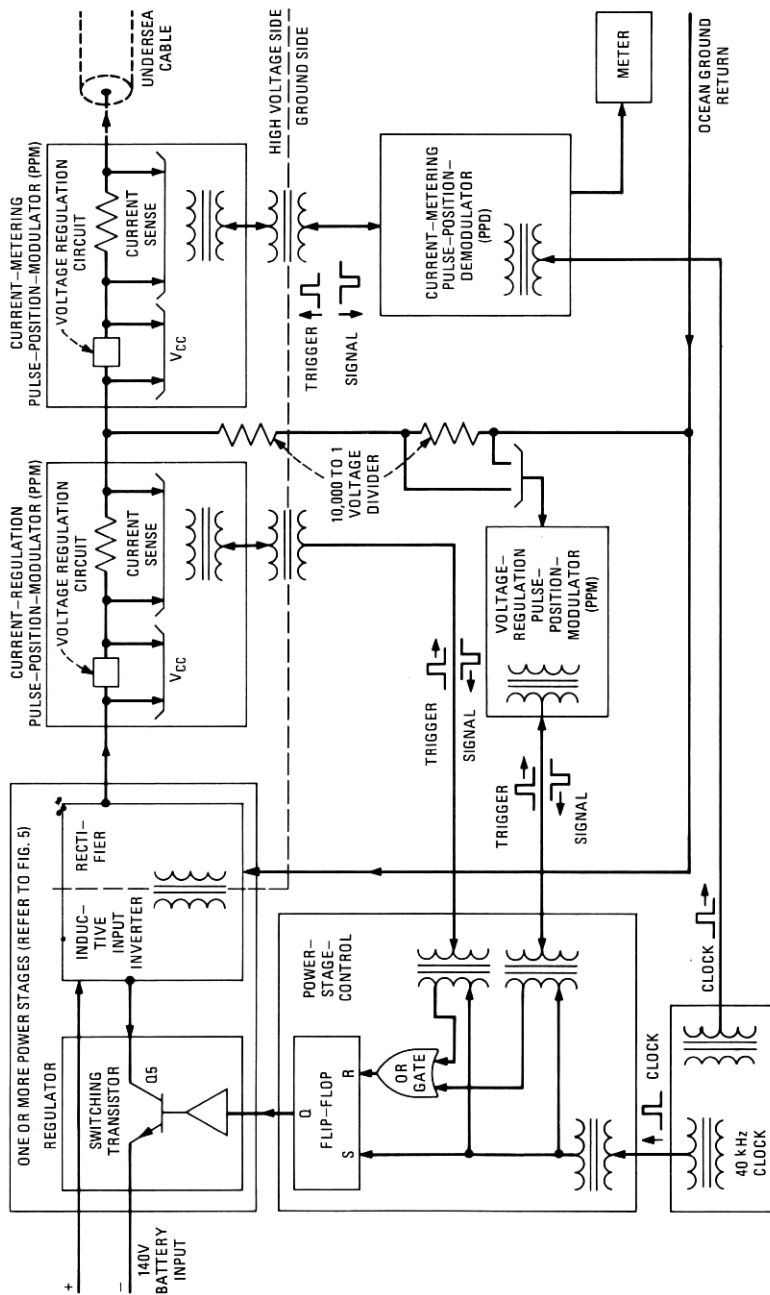 ONE OR MORE POWER STAGES (REFER TO FIG. 5)
REGULATOR
SWITCHING
TRANSISTOR
Q5
INDUC-
TIVE
INPUT
INVERTER
RECTI-
FIER
+
–
140V
BATTERY
INPUT
CURRENT–REGULATION
PULSE–POSITION–MODULATOR (PPM)
VOLTAGE REGULATION
CIRCUIT
VCC
CURRENT
SENSE
CURRENT–METERING
PULSE–POSITION–MODULATOR (PPM)
VOLTAGE REGULATION
CIRCUIT
VCC
CURRENT
SENSE
UNDERSEA
CABLE
HIGH VOLTAGE SIDE
GROUND SIDE
10,000 TO 1
VOLTAGE
DIVIDER
TRIGGER
SIGNAL
TRIGGER
SIGNAL
TRIGGER
SIGNAL
POWER–
STAGE–
CONTROL
FLIP–FLOP
Q
S
R
OR
GATE
VOLTAGE–
REGULATION
PULSE–
POSITION–
MODULATOR
(PPM)
CURRENT–METERING
PULSE–POSITION–
DEMODULATOR
(PPD)
METER
OCEAN GROUND
RETURN
CLOCK
CLOCK
40 kHz
CLOCK